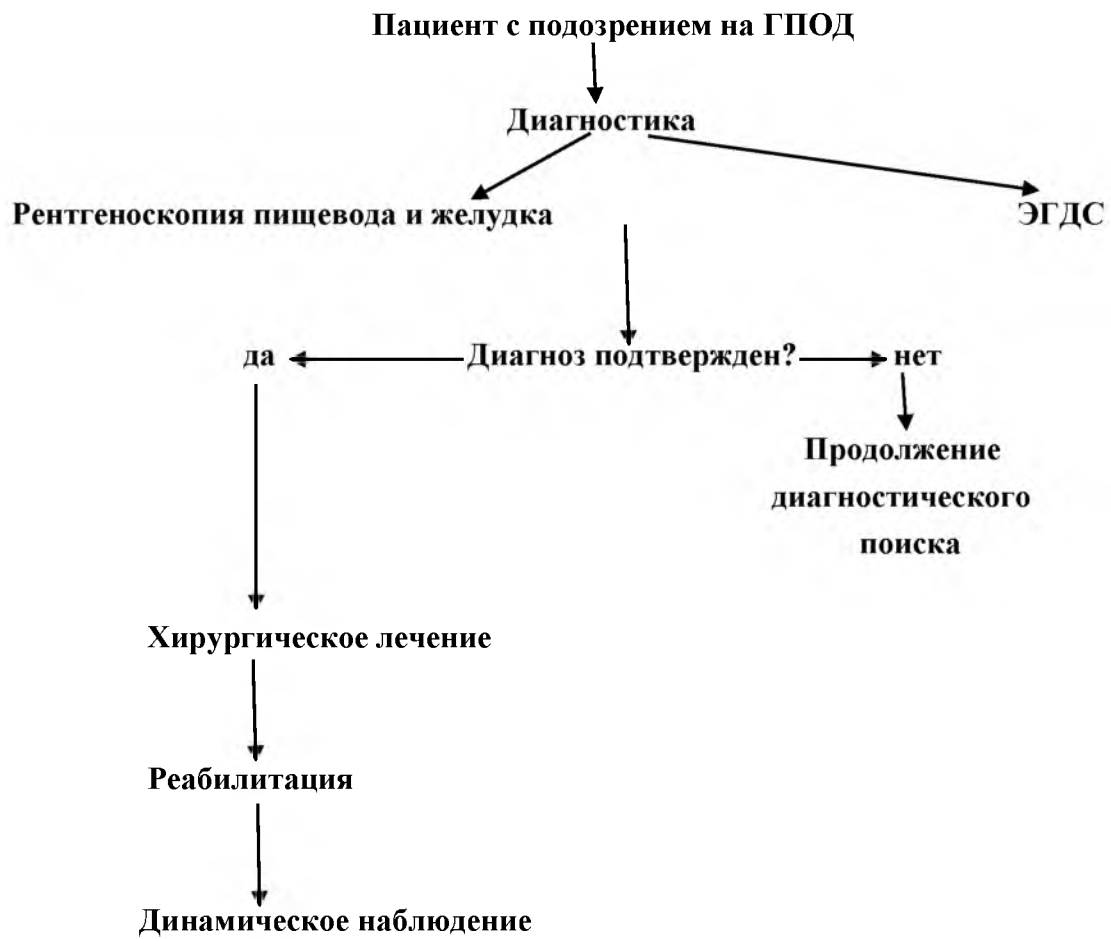 Пациент с подозрением на ГПОД
Диагностика
Рентгеноскопия пищевода и желудка
ЭГДС
да
Диагноз подтвержден?
нет
Продолжение
диагностического
поиска
Хирургическое лечение
Реабилитация
Динамическое наблюдение